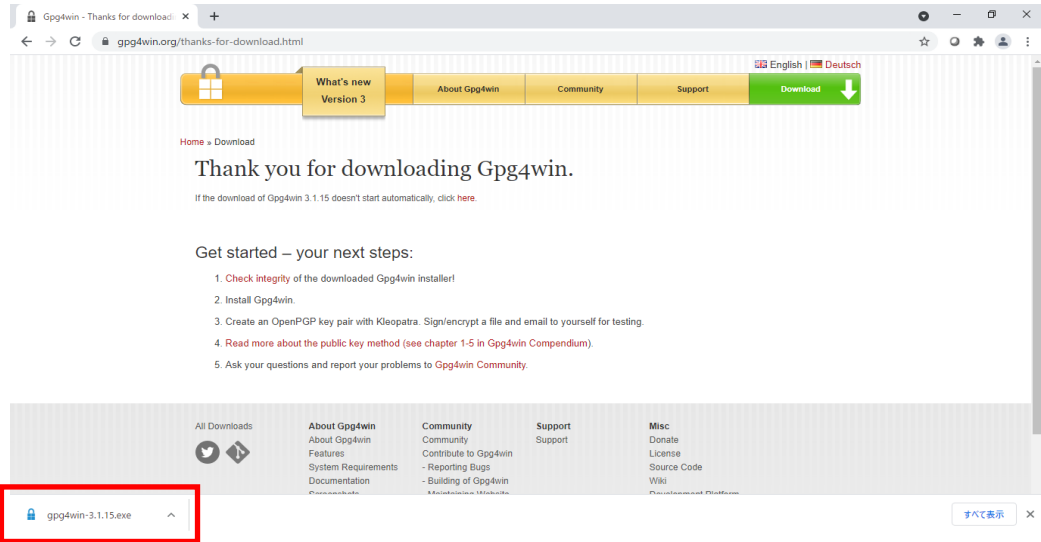 Gpg4win - Thanks for downloadi
gpg4win.org/thanks-for-download.html
English | Deutsch
What's new
Version 3
About Gpg4win
Community
Support
Download
Home » Download
Thank you for downloading Gpg4win.
If the download of Gpg4win 3.1.15 doesn't start automatically, click here.
Get started – your next steps:
1. Check integrity of the downloaded Gpg4win installer!
2. Install Gpg4win.
3. Create an OpenPGP key pair with Kleopatra. Sign/encrypt a file and email to yourself for testing.
4. Read more about the public key method (see chapter 1-5 in Gpg4win Compendium).
5. Ask your questions and report your problems to Gpg4win Community.
All Downloads
About Gpg4win
About Gpg4win
Features
System Requirements
Documentation
Screenshots
Community
Community
Contribute to Gpg4win
- Reporting Bugs
- Building of Gpg4win
- Maintaining Website
Support
Support
Misc
Donate
License
Source Code
Wiki
Development Platform
gpg4win-3.1.15.exe
すべて表示